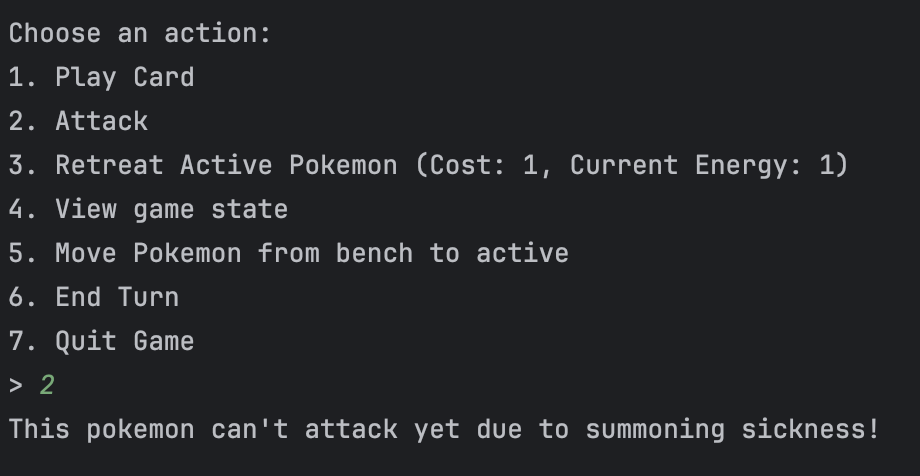 Choose an action:
1. Play Card
2. Attack
3. Retreat Active Pokemon (Cost: 1, Current Energy: 1)
4. View game state
5. Move Pokemon from bench to active
6. End Turn
7. Quit Game
> 2
This pokemon can't attack yet due to summoning sickness!